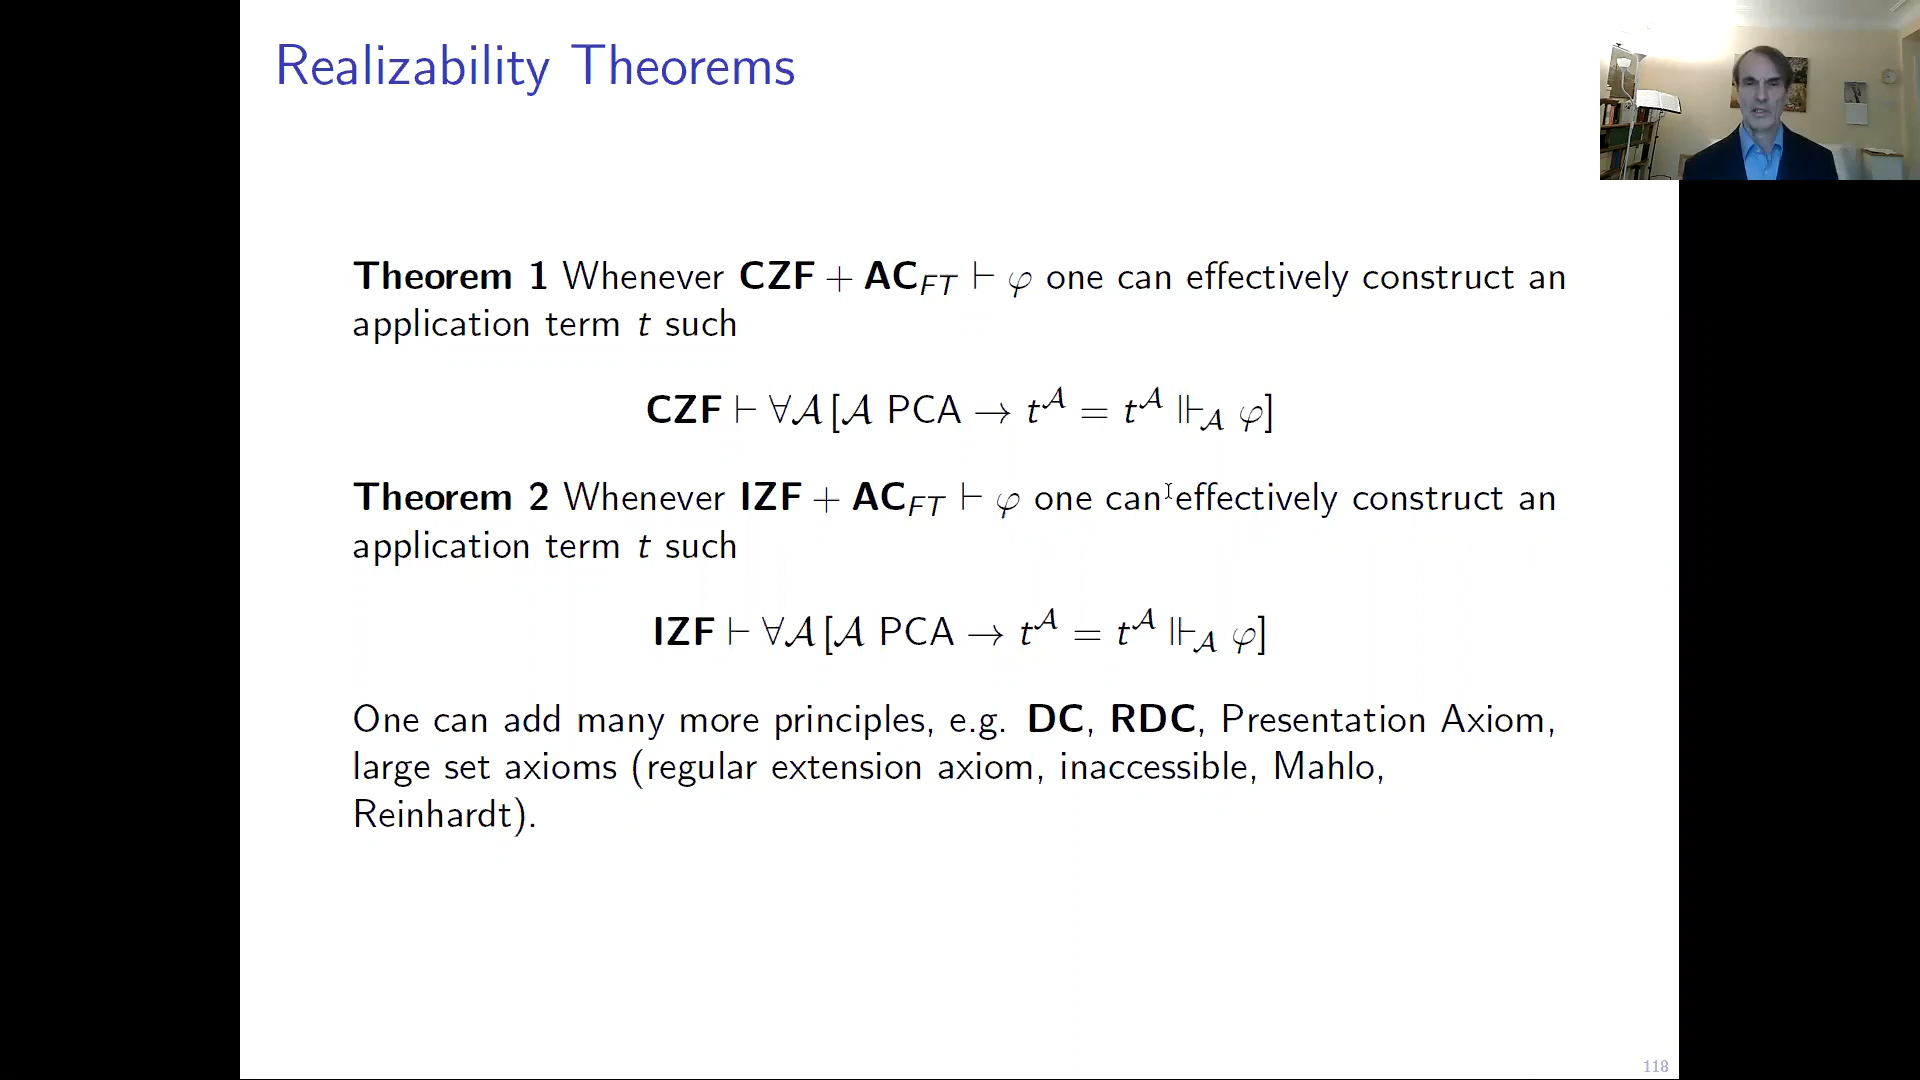 Realizability Theorems
Theorem 1 Whenever CZF + AC_FT ⊢ φ one can effectively construct an
application term t such
CZF ⊢ ∀𝒜 [𝒜 PCA → t^𝒜 = t^𝒜 ⊩_𝒜 φ]
Theorem 2 Whenever IZF + AC_FT ⊢ φ one can effectively construct an
application term t such
IZF ⊢ ∀𝒜 [𝒜 PCA → t^𝒜 = t^𝒜 ⊩_𝒜 φ]
One can add many more principles, e.g. DC, RDC, Presentation Axiom,
large set axioms (regular extension axiom, inaccessible, Mahlo,
Reinhardt).
118